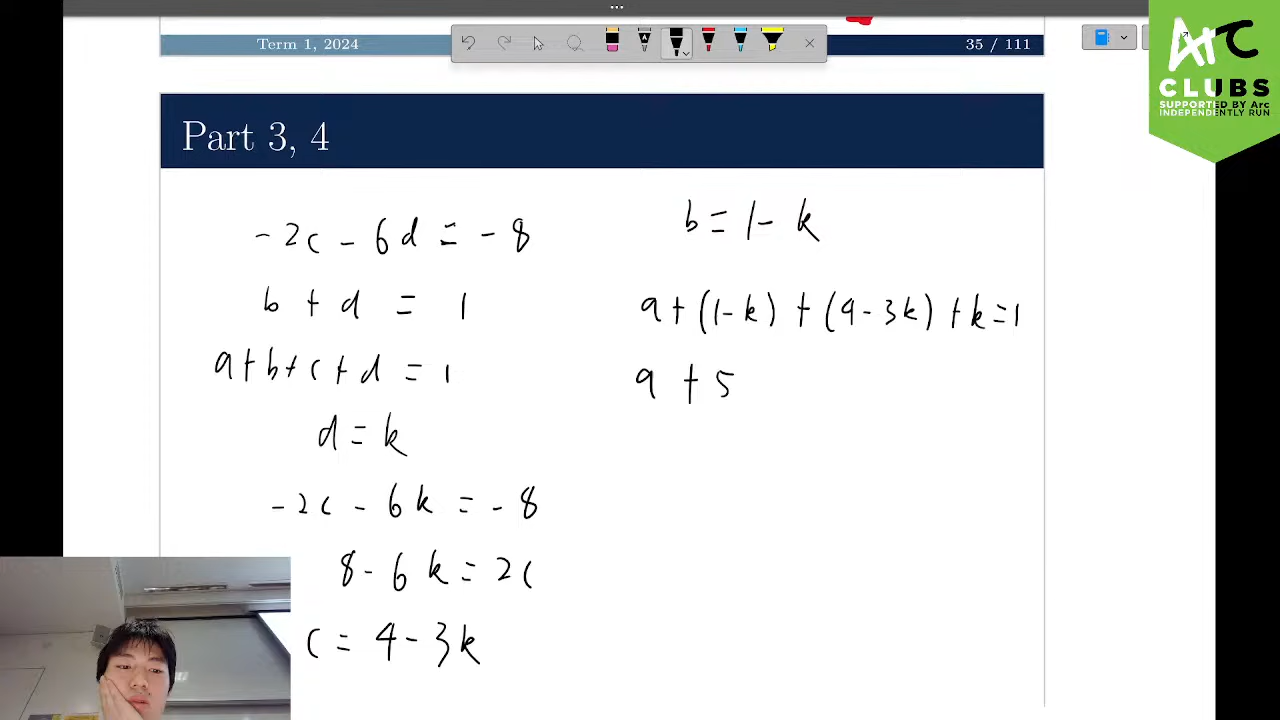 Term 1, 2024
35 / 111
ArC
CLUBS
SUPPORTED BY Arc
INDEPENDENTLY RUN
Part 3, 4
-2c - 6d = -8
b + d = 1
a+b+c+d = 1
d = k
-2c - 6k = -8
8 - 6k = 2c
c = 4 - 3k
b = 1 - k
a + (1-k) + (4-3k) + k = 1
a + 5